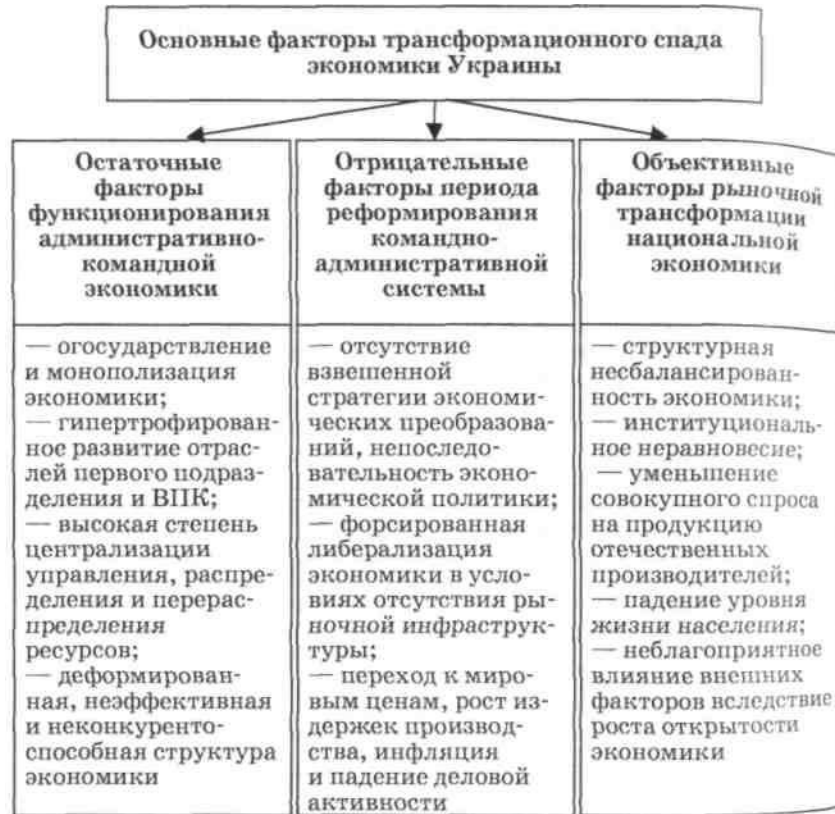 Основные факторы трансформационного спада
экономики Украины
Остаточные
факторы
функционирования
административно-
командной
экономики
Отрицательные
факторы периода
реформирования
командно-
административной
системы
Объективные
факторы рыночной
трансформации
национальной
экономики
— огосударствление
и монополизация
экономики;
— гипертрофирован-
ное развитие отрас-
лей первого подраз-
деления и ВПК;
— высокая степень
централизации
управления, распре-
деления и перерас-
пределения
ресурсов;
— деформирован-
ная, неэффективная
и неконкуренто-
способная структура
экономики
— отсутствие
взвешенной
стратегии экономи-
ческих преобразова-
ний, непоследо-
вательность эконо-
мической политики;
— форсированная
либерализация
экономики в усло-
виях отсутствия ры-
ночной инфраструк-
туры;
— переход к миро-
вым ценам, рост из-
держек производ-
ства, инфляция
и падение деловой
активности
— структурная
несбалансирован-
ность экономики;
— институциональ-
ное неравновесие;
— уменьшение
совокупного спроса
на продукцию
отечественных
производителей;
— падение уровня
жизни населения;
— неблагоприятное
влияние внешних
факторов вследствие
роста открытости
экономики